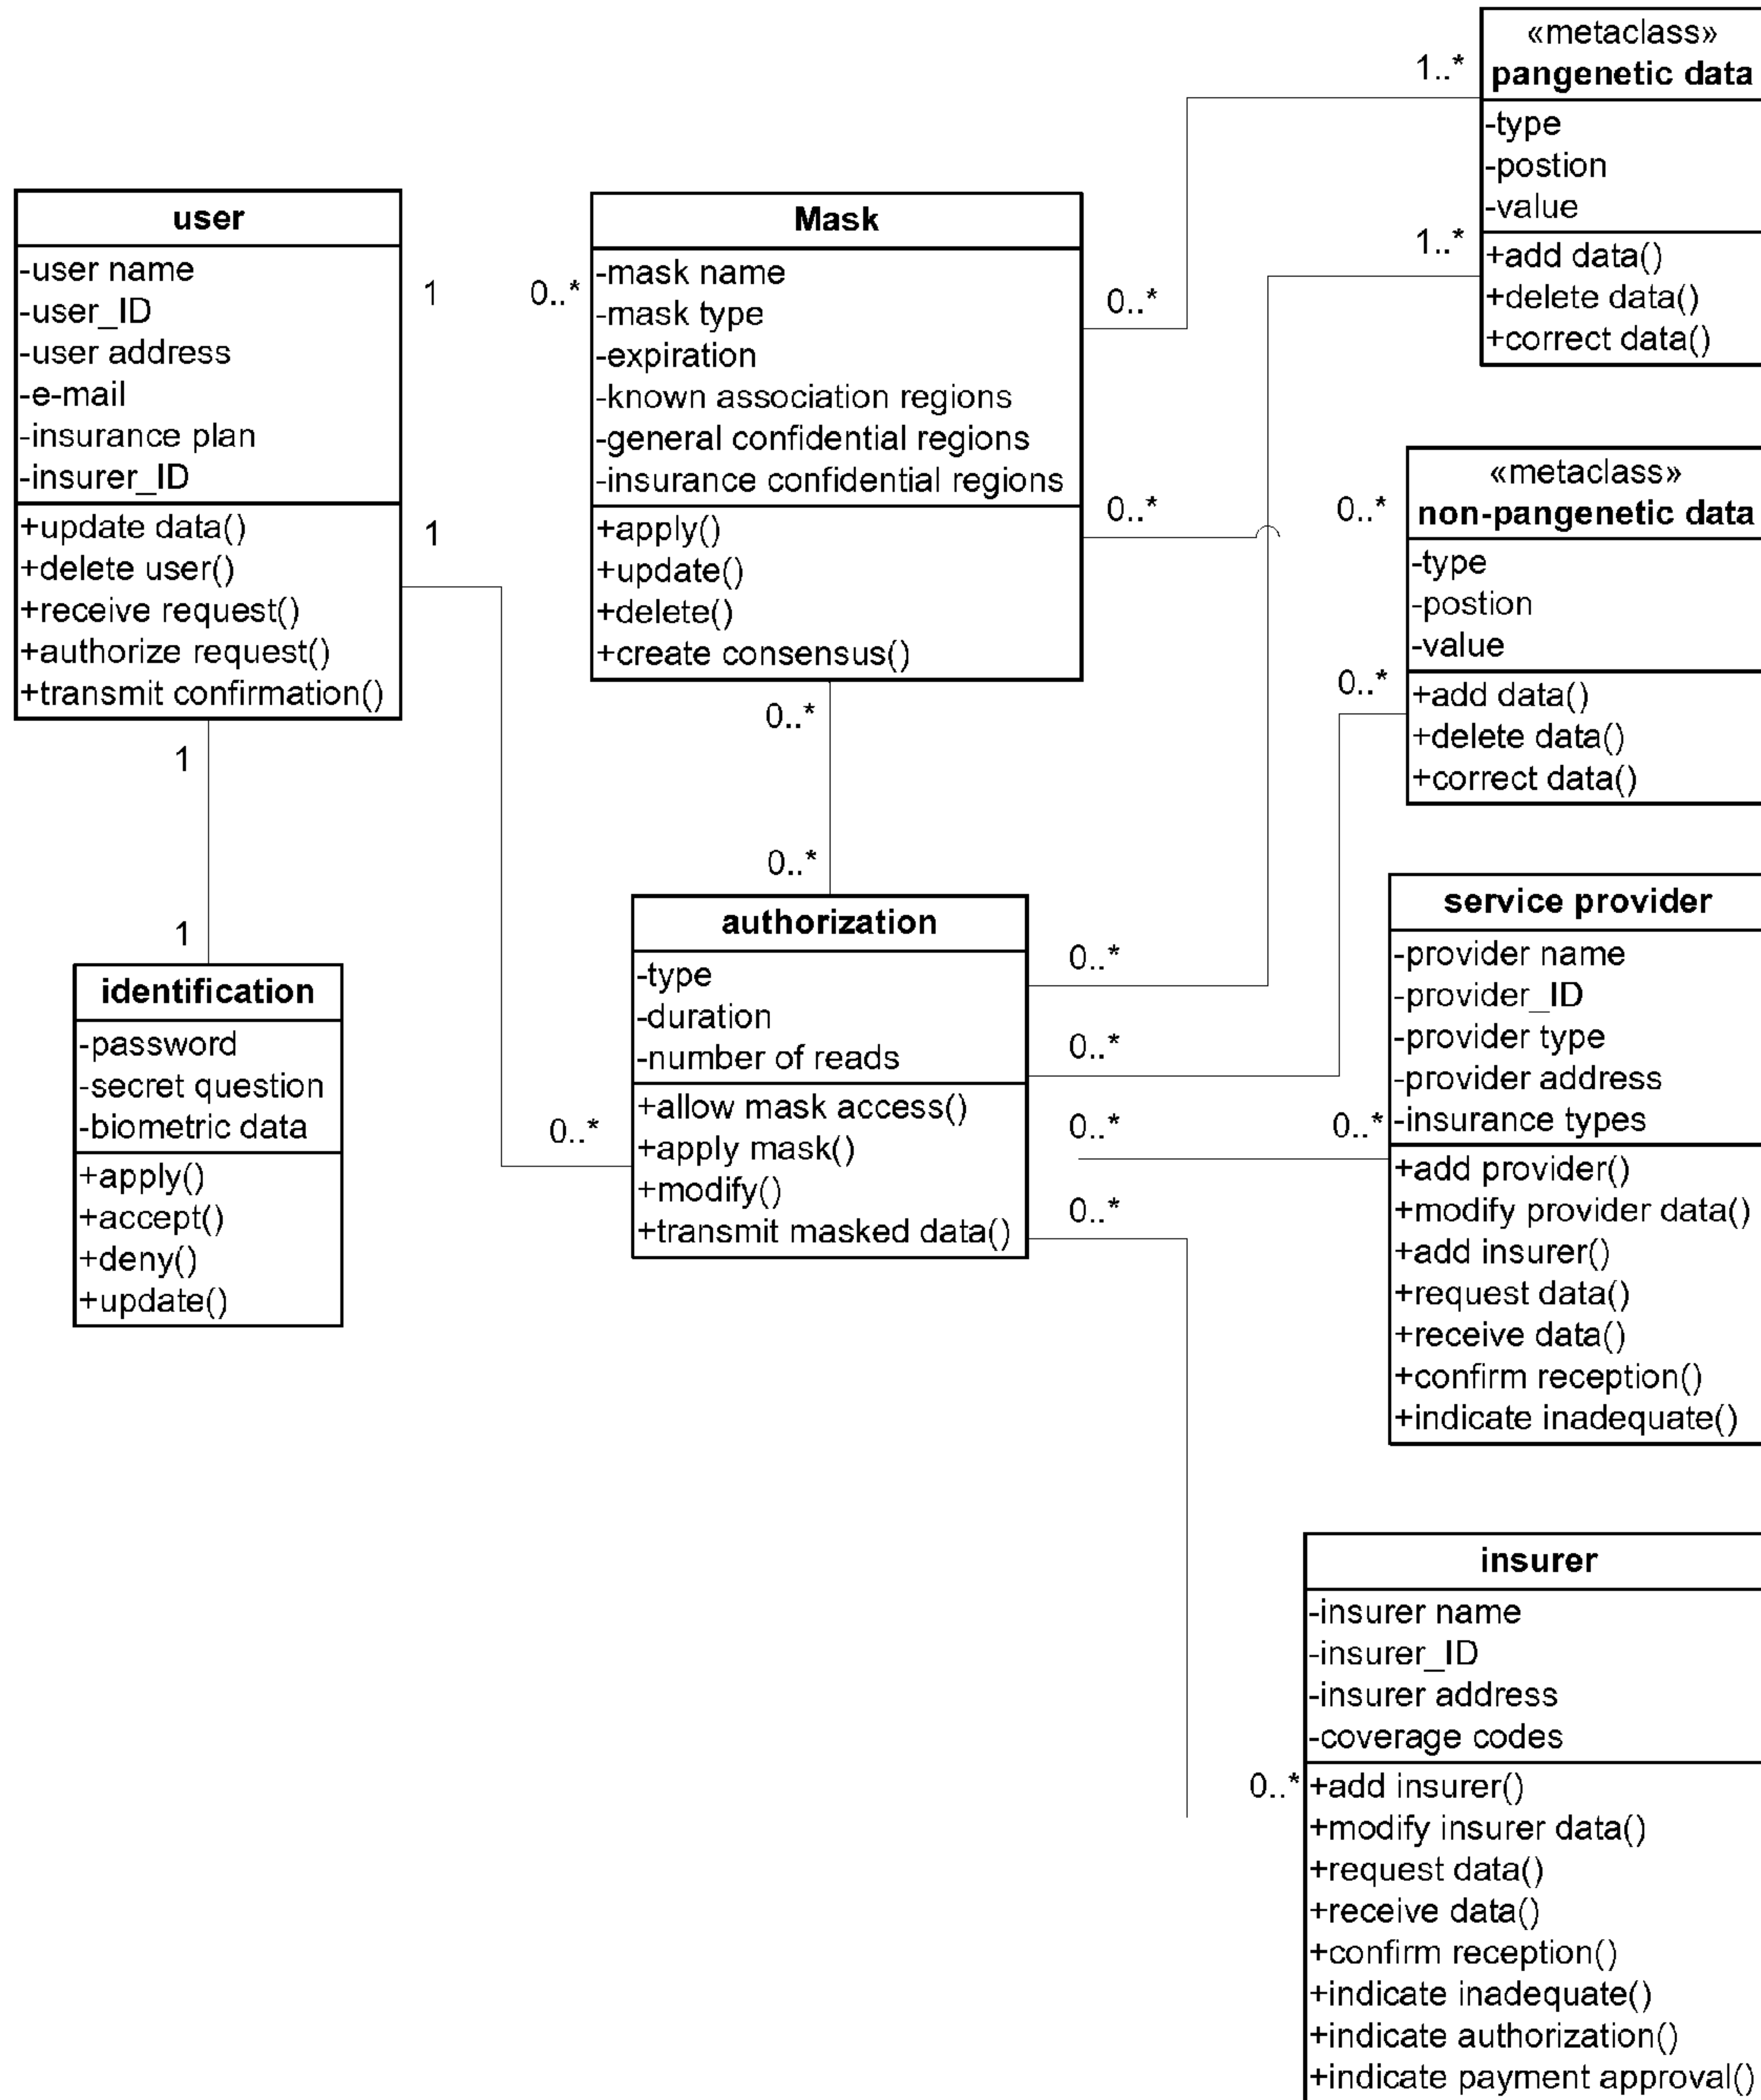 user
-user name
-user_ID
-user address
-e-mail
-insurance plan
-insurer_ID
+update data()
+delete user()
+receive request()
+authorize request()
+transmit confirmation()
1
0..*
1
1
1
identification
-password
-secret question
-biometric data
+apply()
+accept()
+deny()
+update()
0..*
Mask
-mask name
-mask type
-expiration
-known association regions
-general confidential regions
-insurance confidential regions
+apply()
+update()
+delete()
+create consensus()
0..*
0..*
0..*
0..*
authorization
-type
-duration
-number of reads
+allow mask access()
+apply mask()
+modify()
+transmit masked data()
0..*
0..*
0..*
0..*
1..*
1..*
«metaclass»
pangenetic data
-type
-postion
-value
+add data()
+delete data()
+correct data()
0..*
0..*
«metaclass»
non-pangenetic data
-type
-postion
-value
+add data()
+delete data()
+correct data()
0..*
service provider
-provider name
-provider_ID
-provider type
-provider address
-insurance types
+add provider()
+modify provider data()
+add insurer()
+request data()
+receive data()
+confirm reception()
+indicate inadequate()
0..*
insurer
-insurer name
-insurer_ID
-insurer address
-coverage codes
+add insurer()
+modify insurer data()
+request data()
+receive data()
+confirm reception()
+indicate inadequate()
+indicate authorization()
+indicate payment approval()